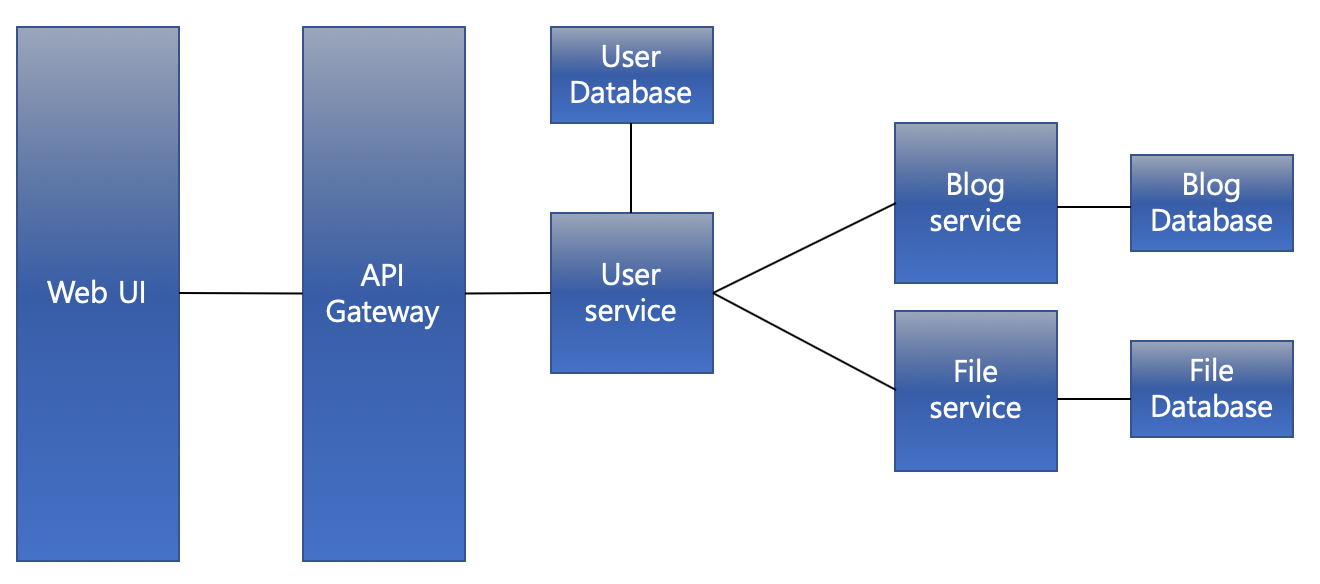 Web UI
API
Gateway
User
Database
User
service
Blog
service
Blog
Database
File
service
File
Database